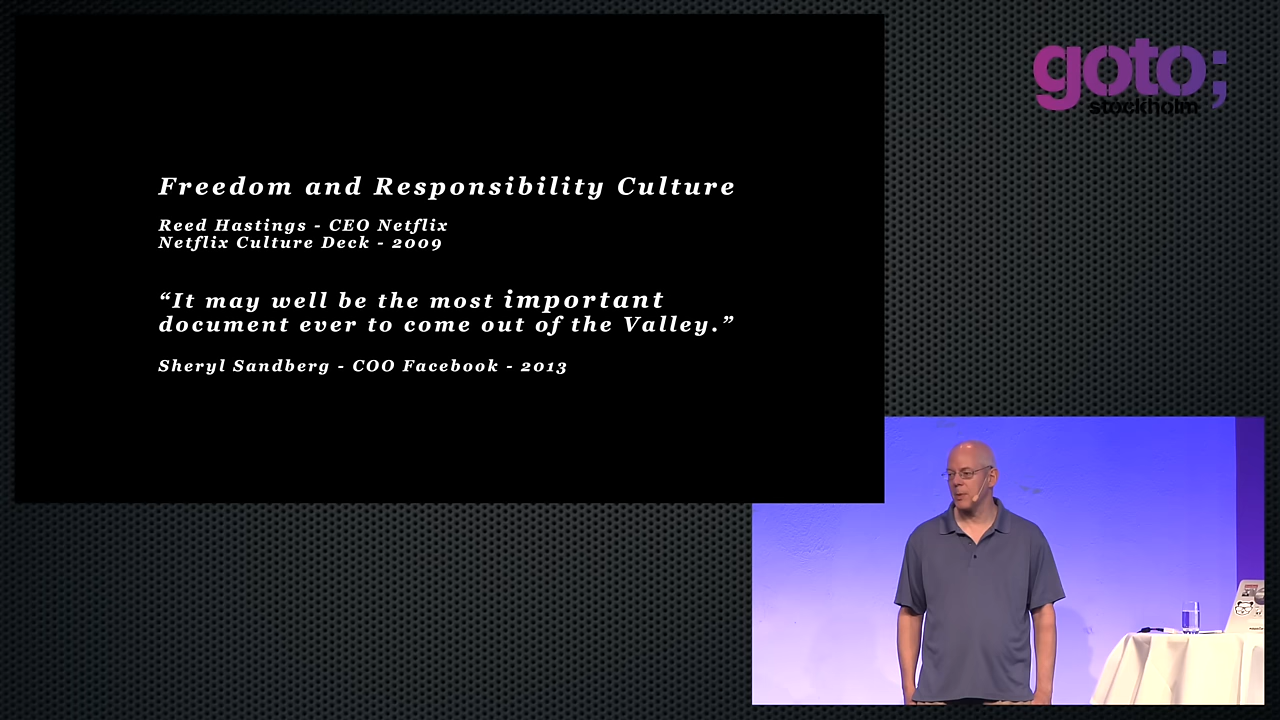 Freedom and Responsibility Culture
Reed Hastings - CEO Netflix
Netflix Culture Deck - 2009
“It may well be the most important
document ever to come out of the Valley.”
Sheryl Sandberg - COO Facebook - 2013
goto;
stockholm